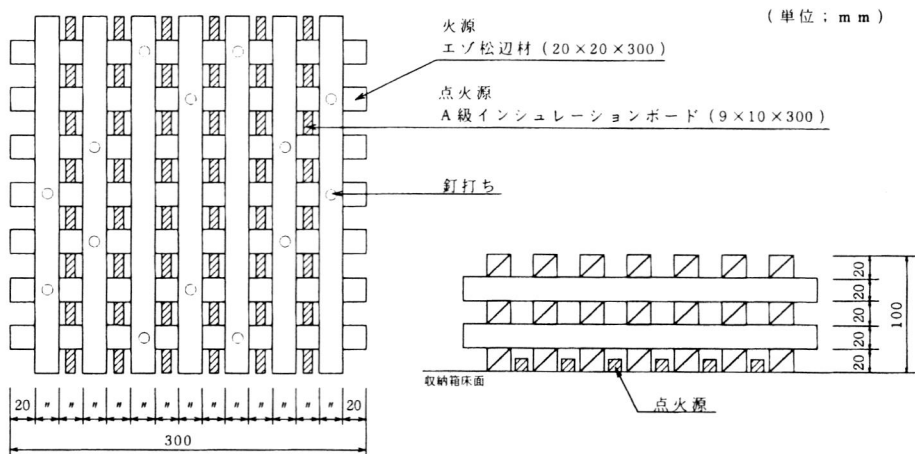 (単位；mm)
火源
エゾ松辺材 (20×20×300)
点火源
A級インシュレーションボード (9×10×300)
釘打ち
20 〃 〃 〃 〃 〃 〃 〃 〃 〃 〃 〃 〃 20
300
20
20
20
20
20
100
収納箱床面
点火源